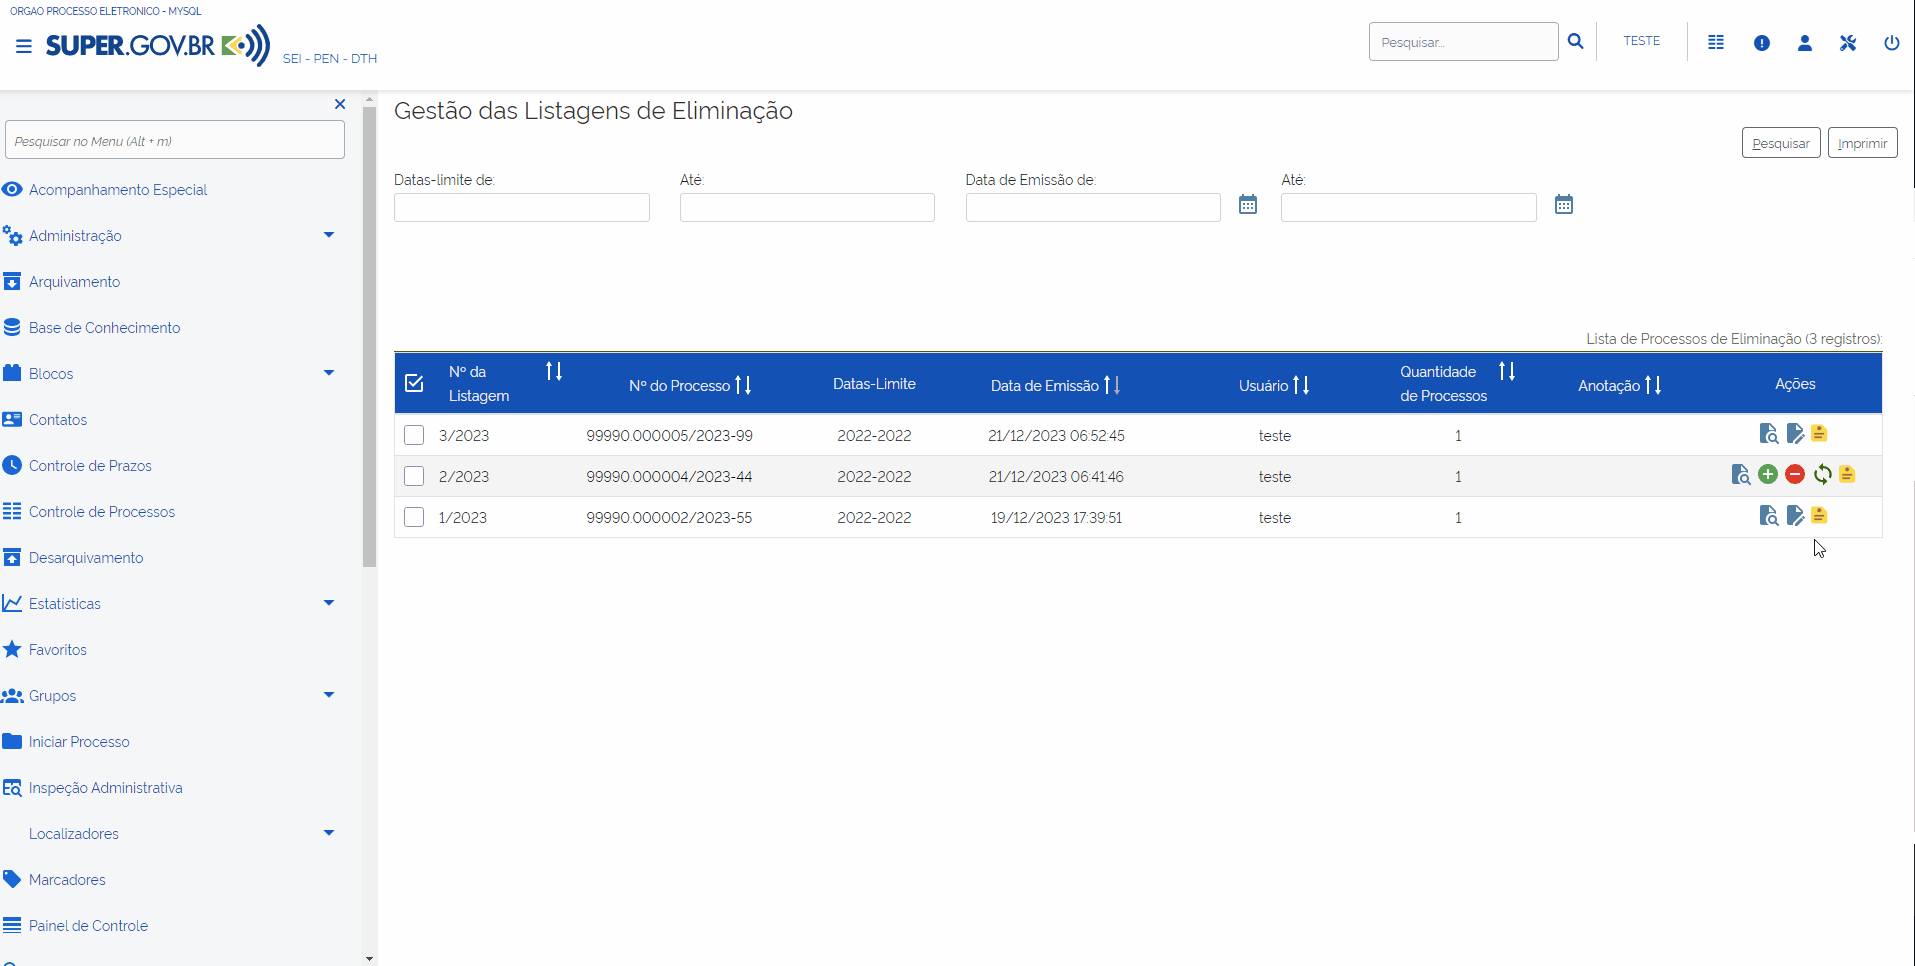 ORGAO PROCESSO ELETRONICO - MYSQL
SUPER.GOV.BR
SEI - PEN - DTH
Pesquisar...
TESTE
Pesquisar no Menu (Alt + m)
Acompanhamento Especial
Administração
Arquivamento
Base de Conhecimento
Blocos
Contatos
Controle de Prazos
Controle de Processos
Desarquivamento
Estatísticas
Favoritos
Grupos
Iniciar Processo
Inspeção Administrativa
Localizadores
Marcadores
Painel de Controle
Gestão das Listagens de Eliminação
Pesquisar Imprimir
Datas-limite de: Até: Data de Emissão de: Até:
Lista de Processos de Eliminação (3 registros):
Nº da Listagem Nº do Processo Datas-Limite Data de Emissão Usuário Quantidade de Processos Anotação Ações
3/2023 99990.000005/2023-99 2022-2022 21/12/2023 06:52:45 teste 1
2/2023 99990.000004/2023-44 2022-2022 21/12/2023 06:41:46 teste 1
1/2023 99990.000002/2023-55 2022-2022 19/12/2023 17:39:51 teste 1